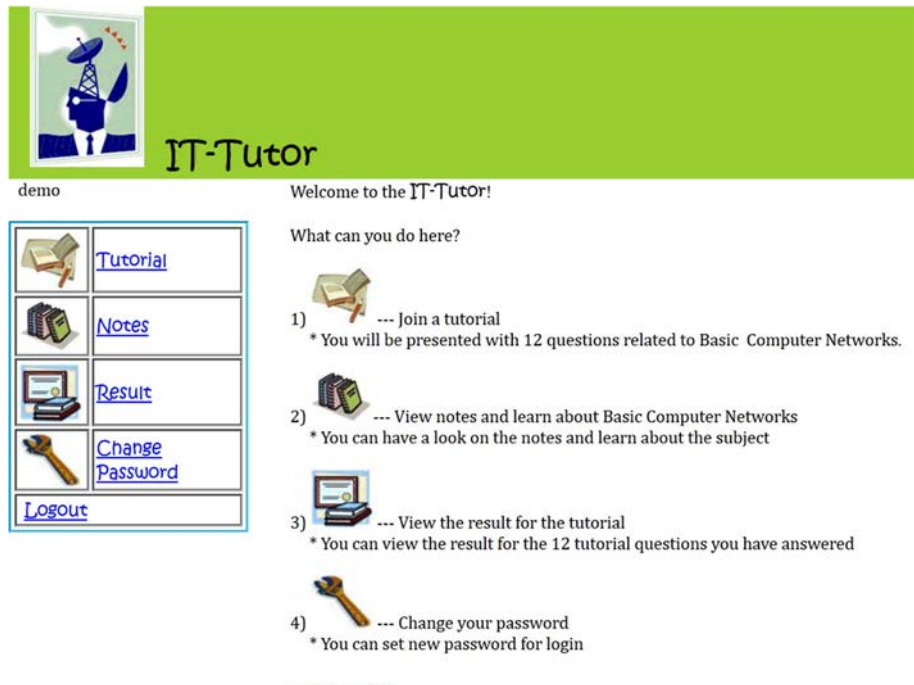 IT-Tutor
demo
Tutorial
Notes
Result
Change
Password
Logout
Welcome to the IT-Tutor!
What can you do here?
1) --- Join a tutorial
* You will be presented with 12 questions related to Basic Computer Networks.
2) --- View notes and learn about Basic Computer Networks
* You can have a look on the notes and learn about the subject
3) --- View the result for the tutorial
* You can view the result for the 12 tutorial questions you have answered
4) --- Change your password
* You can set new password for login